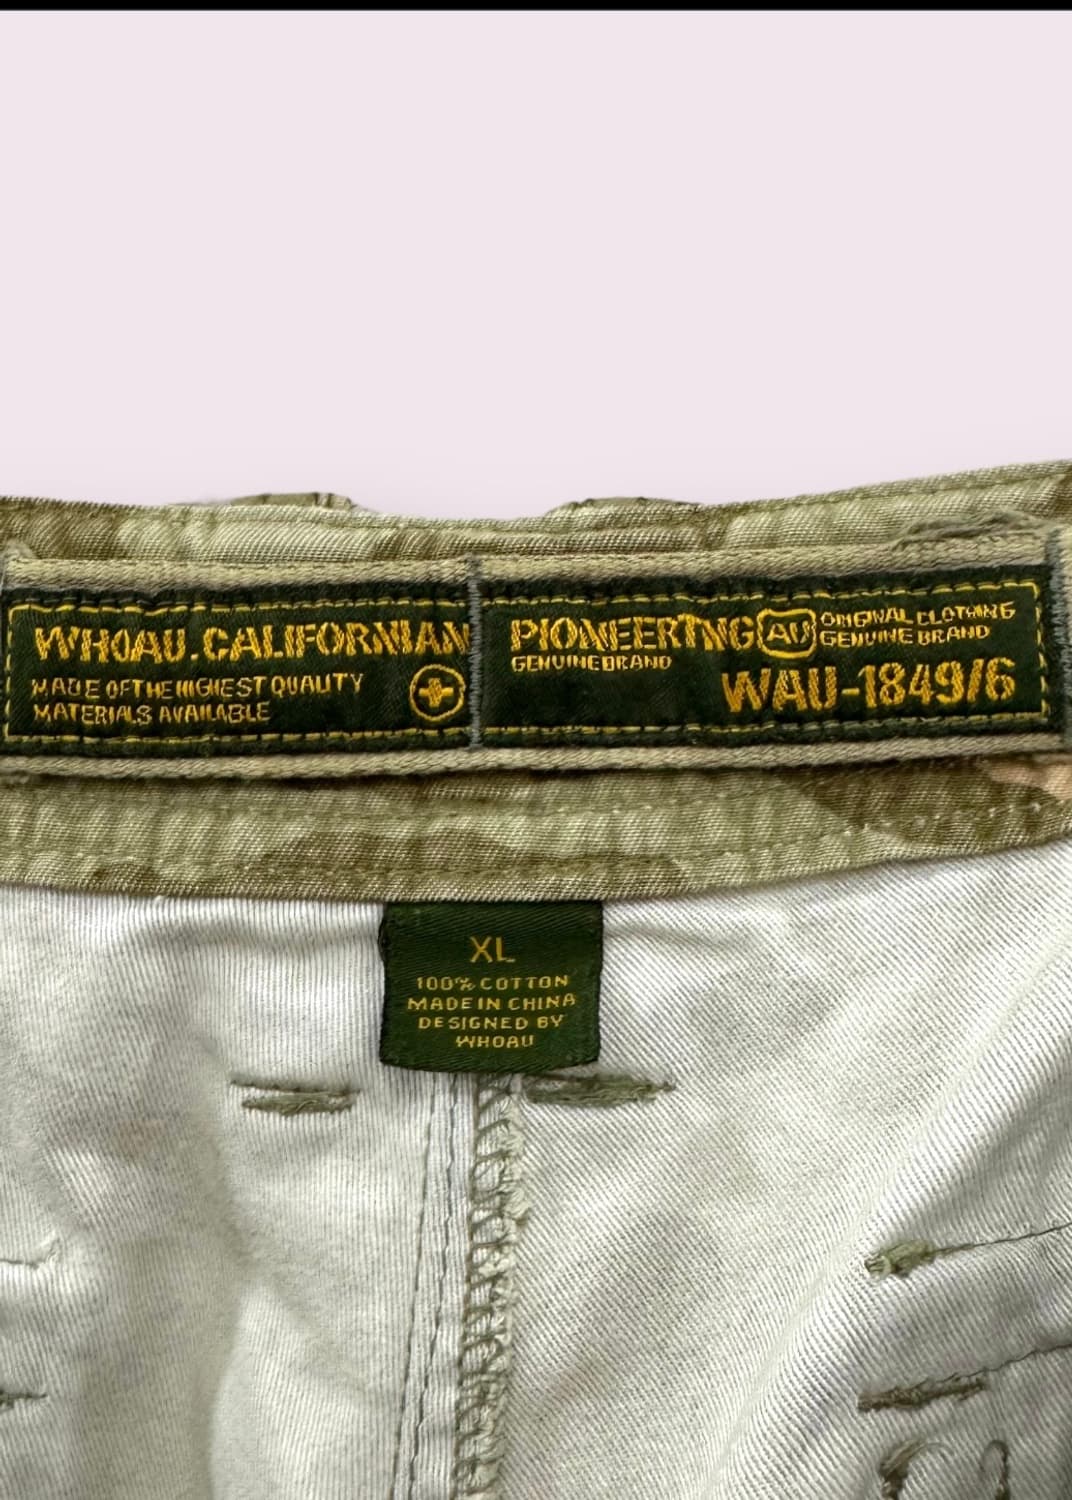 WHOAU.CALIFORNIAN
MADE OF THE HIGHEST QUALITY
MATERIALS AVAILABLE
PIONEERING AU ORIGINAL CLOTHING
GENUINE BRAND GENUINE BRAND
WAU-1849/6
XL
100% COTTON
MADE IN CHINA
DESIGNED BY
WHOAU